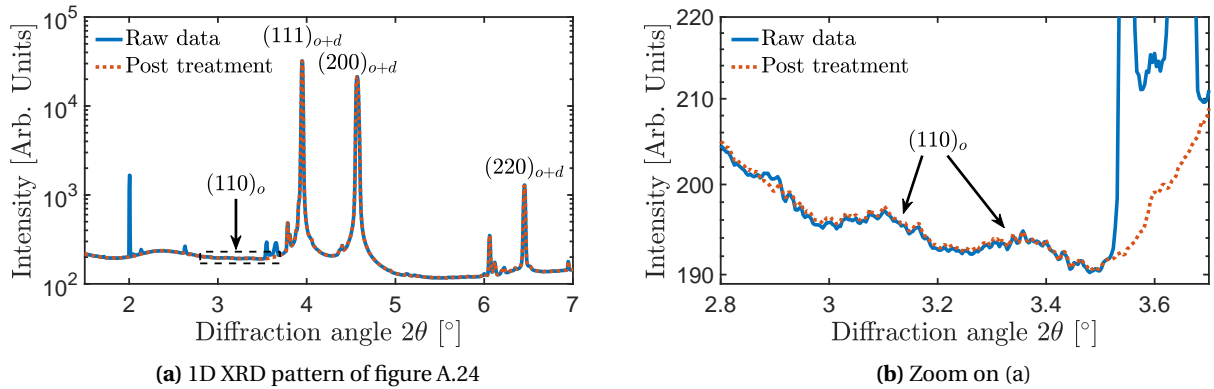 10^5
Raw data
Post treatment
(111)_{o+d}
(200)_{o+d}
10^4
(110)_o
(220)_{o+d}
10^3
10^2
Intensity [Arb. Units]
2 3 4 5 6 7
Diffraction angle 2θ [°]
(a) 1D XRD pattern of figure A.24
220
Raw data
Post treatment
210
(110)_o
200
190
Intensity [Arb. Units]
2.8 3 3.2 3.4 3.6
Diffraction angle 2θ [°]
(b) Zoom on (a)